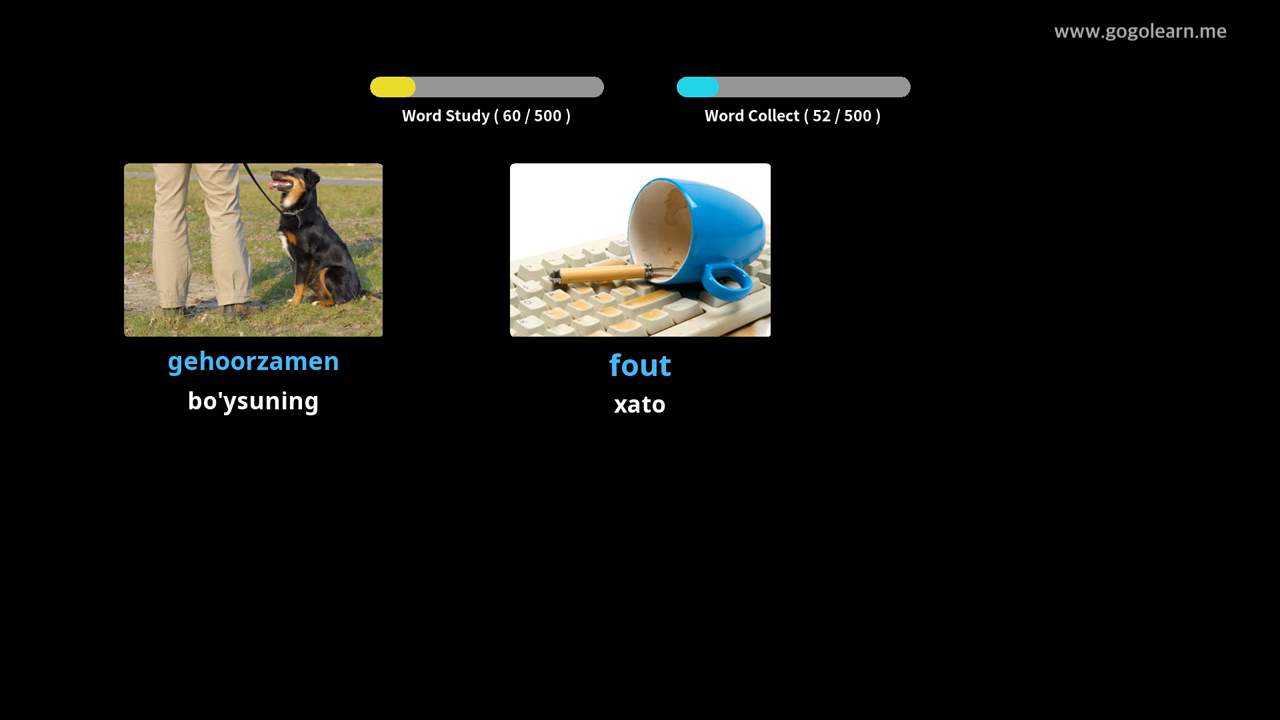 www.gogolearn.me
Word Study ( 60 / 500 )
Word Collect ( 52 / 500 )
gehoorzamen
bo'ysuning
fout
xato